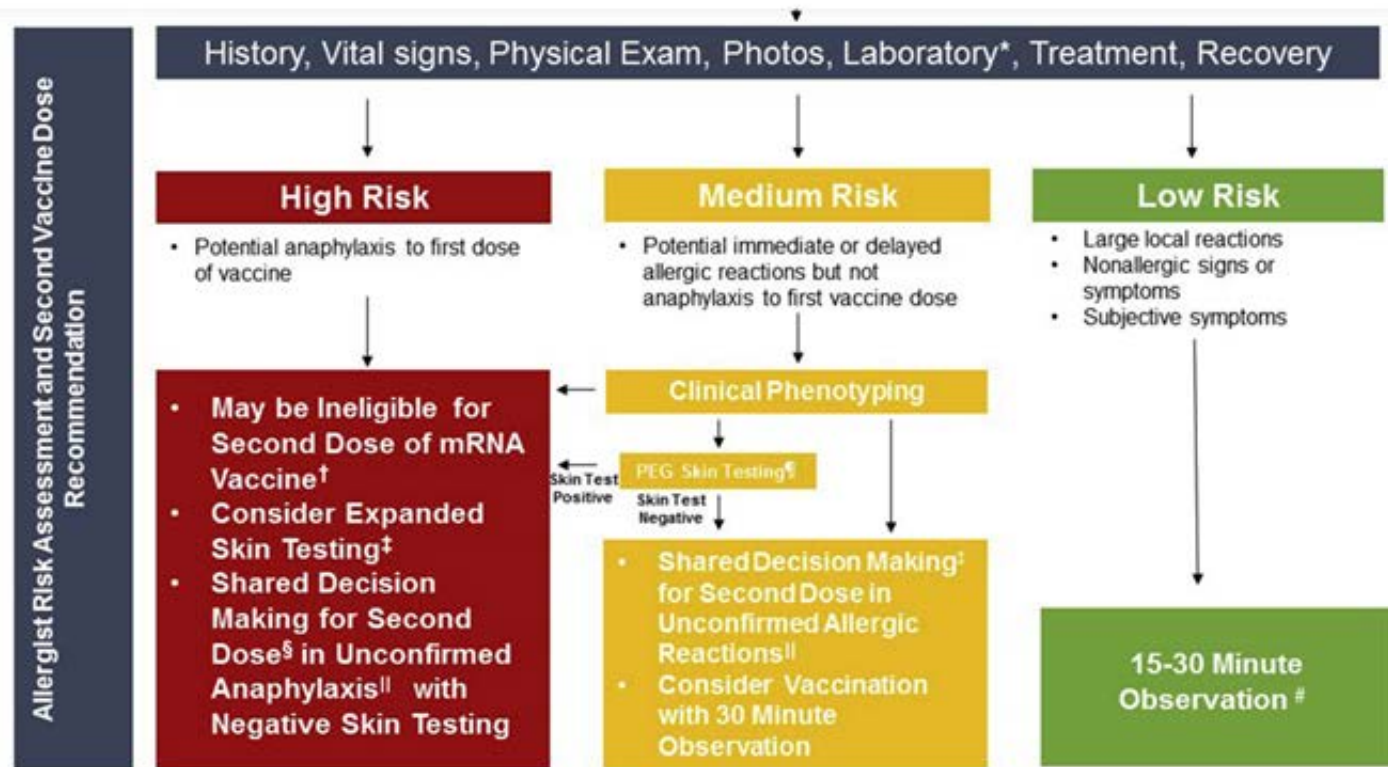 Allergist Risk Assessment and Second Vaccine Dose
Recommendation
History, Vital signs, Physical Exam, Photos, Laboratory*, Treatment, Recovery
High Risk
• Potential anaphylaxis to first dose
of vaccine
• May be Ineligible for
Second Dose of mRNA
Vaccine†
• Consider Expanded
Skin Testing‡
• Shared Decision
Making for Second
Dose§ in Unconfirmed
Anaphylaxis|| with
Negative Skin Testing
Medium Risk
• Potential immediate or delayed
allergic reactions but not
anaphylaxis to first vaccine dose
Clinical Phenotyping
PEG Skin Testing¶
Skin Test
Positive
Skin Test
Negative
• Shared Decision Making‡
for Second Dose in
Unconfirmed Allergic
Reactions||
• Consider Vaccination
with 30 Minute
Observation
Low Risk
• Large local reactions
• Nonallergic signs or
symptoms
• Subjective symptoms
15-30 Minute
Observation #